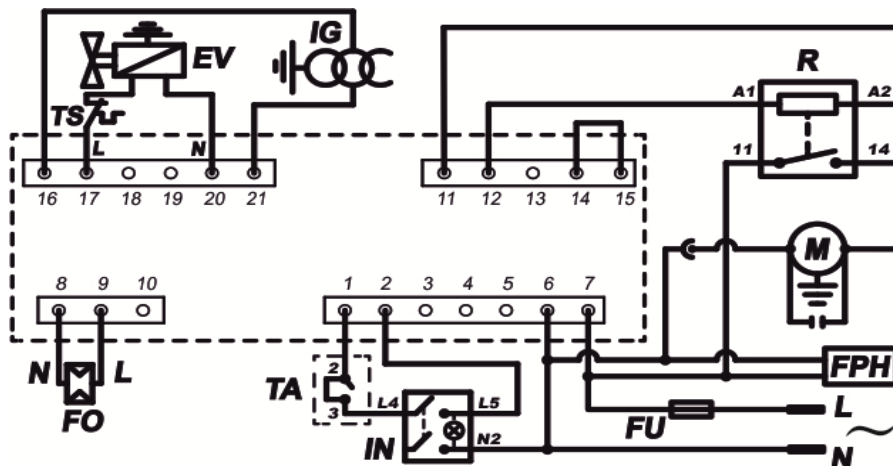 IG
EV
R
TS
A1 A2
L N
11 14
16 17 18 19 20 21
11 12 13 14 15
M
8 9 10
1 2 3 4 5 6 7
N L
FO
TA
2
3
L4 L5
IN
N2
FPH
FU
L
N ~